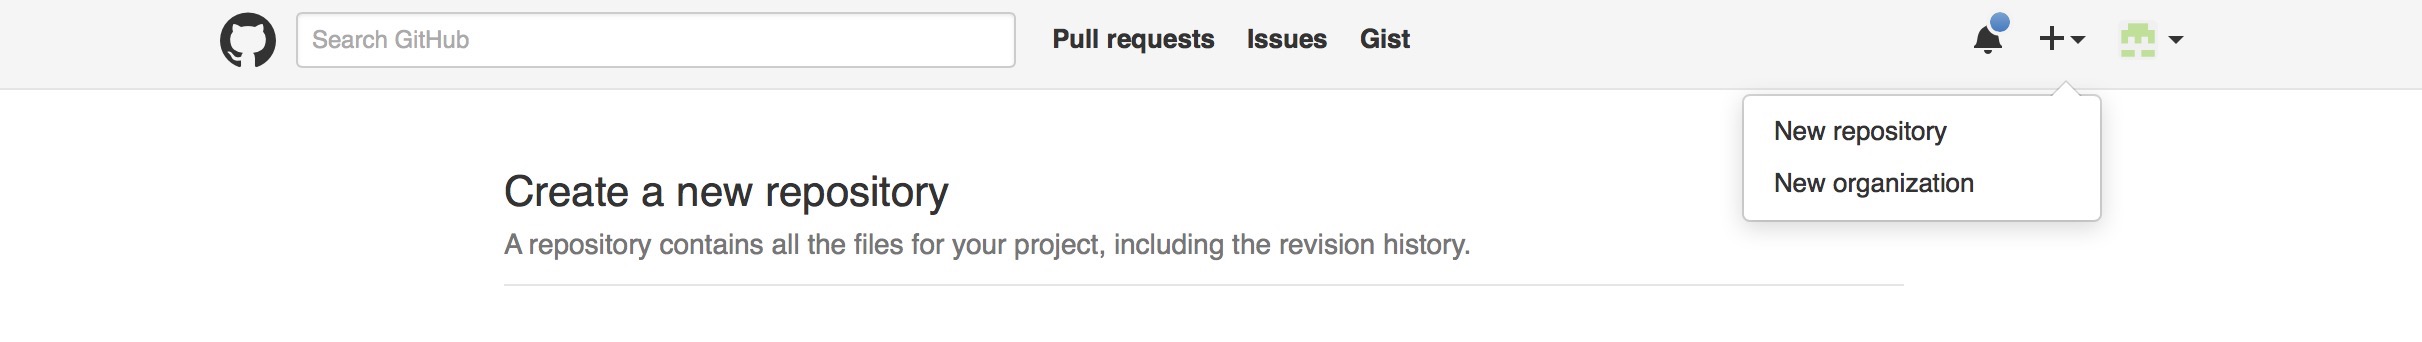 Search GitHub
Pull requests
Issues
Gist
New repository
New organization
Create a new repository
A repository contains all the files for your project, including the revision history.